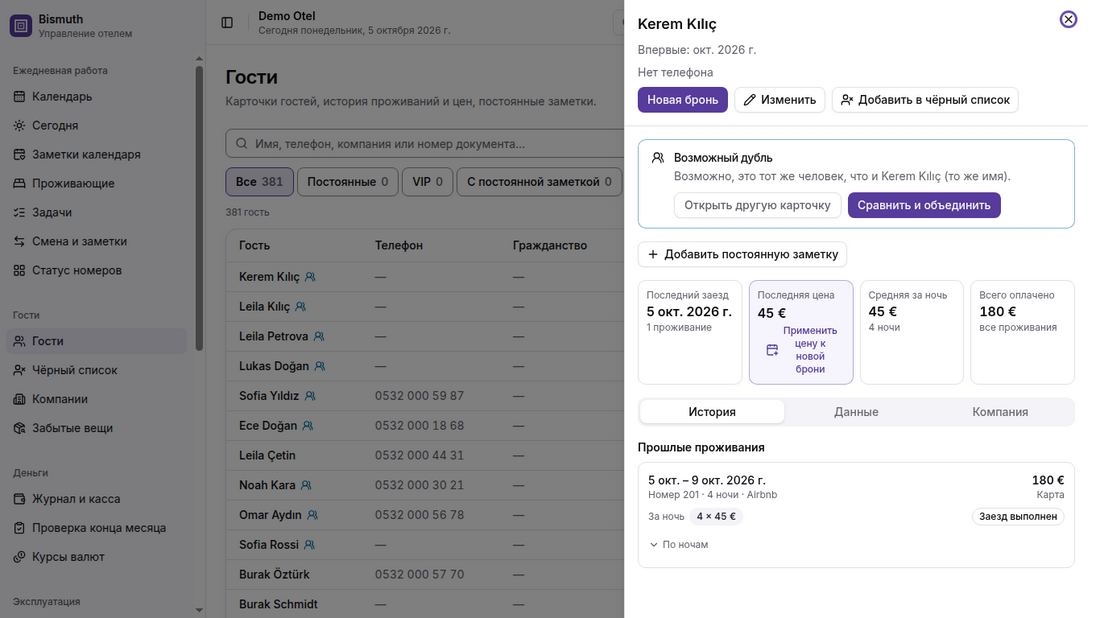 Bismuth
Управление отелем
Ежедневная работа
Календарь
Сегодня
Заметки календаря
Проживающие
Задачи
Смена и заметки
Статус номеров
Гости
Гости
Чёрный список
Компании
Забытые вещи
Деньги
Журнал и касса
Проверка конца месяца
Курсы валют
Эксплуатация
Demo Otel
Сегодня понедельник, 5 октября 2026 г.
Гости
Карточки гостей, история проживаний и цен, постоянные заметки.
Имя, телефон, компания или номер документа...
Все 381
Постоянные 0
VIP 0
С постоянной заметкой 0
381 гость
Гость Телефон Гражданство
Kerem Kılıç — —
Leila Kılıç — —
Leila Petrova — —
Lukas Doğan — —
Sofia Yıldız 0532 000 59 87 —
Ece Doğan 0532 000 18 68 —
Leila Çetin 0532 000 44 31 —
Noah Kara 0532 000 30 21 —
Omar Aydın 0532 000 56 78 —
Sofia Rossi — —
Burak Öztürk 0532 000 57 70 —
Burak Schmidt — —
Kerem Kılıç
Впервые: окт. 2026 г.
Нет телефона
Новая бронь
Изменить
Добавить в чёрный список
Возможный дубль
Возможно, это тот же человек, что и Kerem Kılıç (то же имя).
Открыть другую карточку
Сравнить и объединить
Добавить постоянную заметку
Последний заезд
5 окт. 2026 г.
1 проживание
Последняя цена
45 €
Применить
цену к
новой
брони
Средняя за ночь
45 €
4 ночи
Всего оплачено
180 €
все проживания
История
Данные
Компания
Прошлые проживания
5 окт. – 9 окт. 2026 г. 180 €
Номер 201 · 4 ночи · Airbnb Карта
За ночь 4 × 45 € Заезд выполнен
По ночам